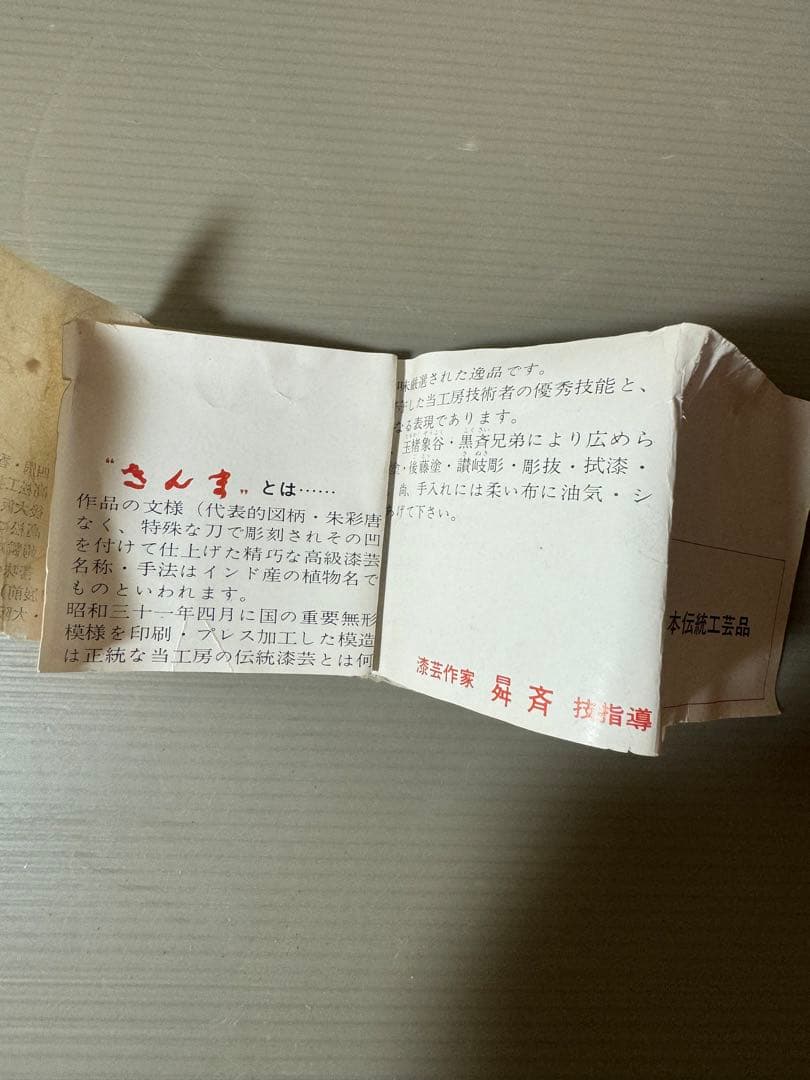 “きんま”とは……
作品の文様(代表的図柄・朱彩唐
なく、特殊な刀で彫刻されその凹
を付けて仕上げた精巧な高級漆芸
名称・手法はインド産の植物名で
ものといわれます。
昭和三十一年四月に国の重要無形
模様を印刷・プレス加工した模造
は正統な当工房の伝統漆芸とは何
厳選された逸品です。
した当工房技術者の優秀技能と、
る表現であります。
玉楮象谷・黒斉兄弟により広めら
・後藤塗・讃岐彫・彫抜・拭漆・
尚、手入れには柔い布に油気・シ
げて下さい。
漆芸作家 舜斉 技指導
本伝統工芸品